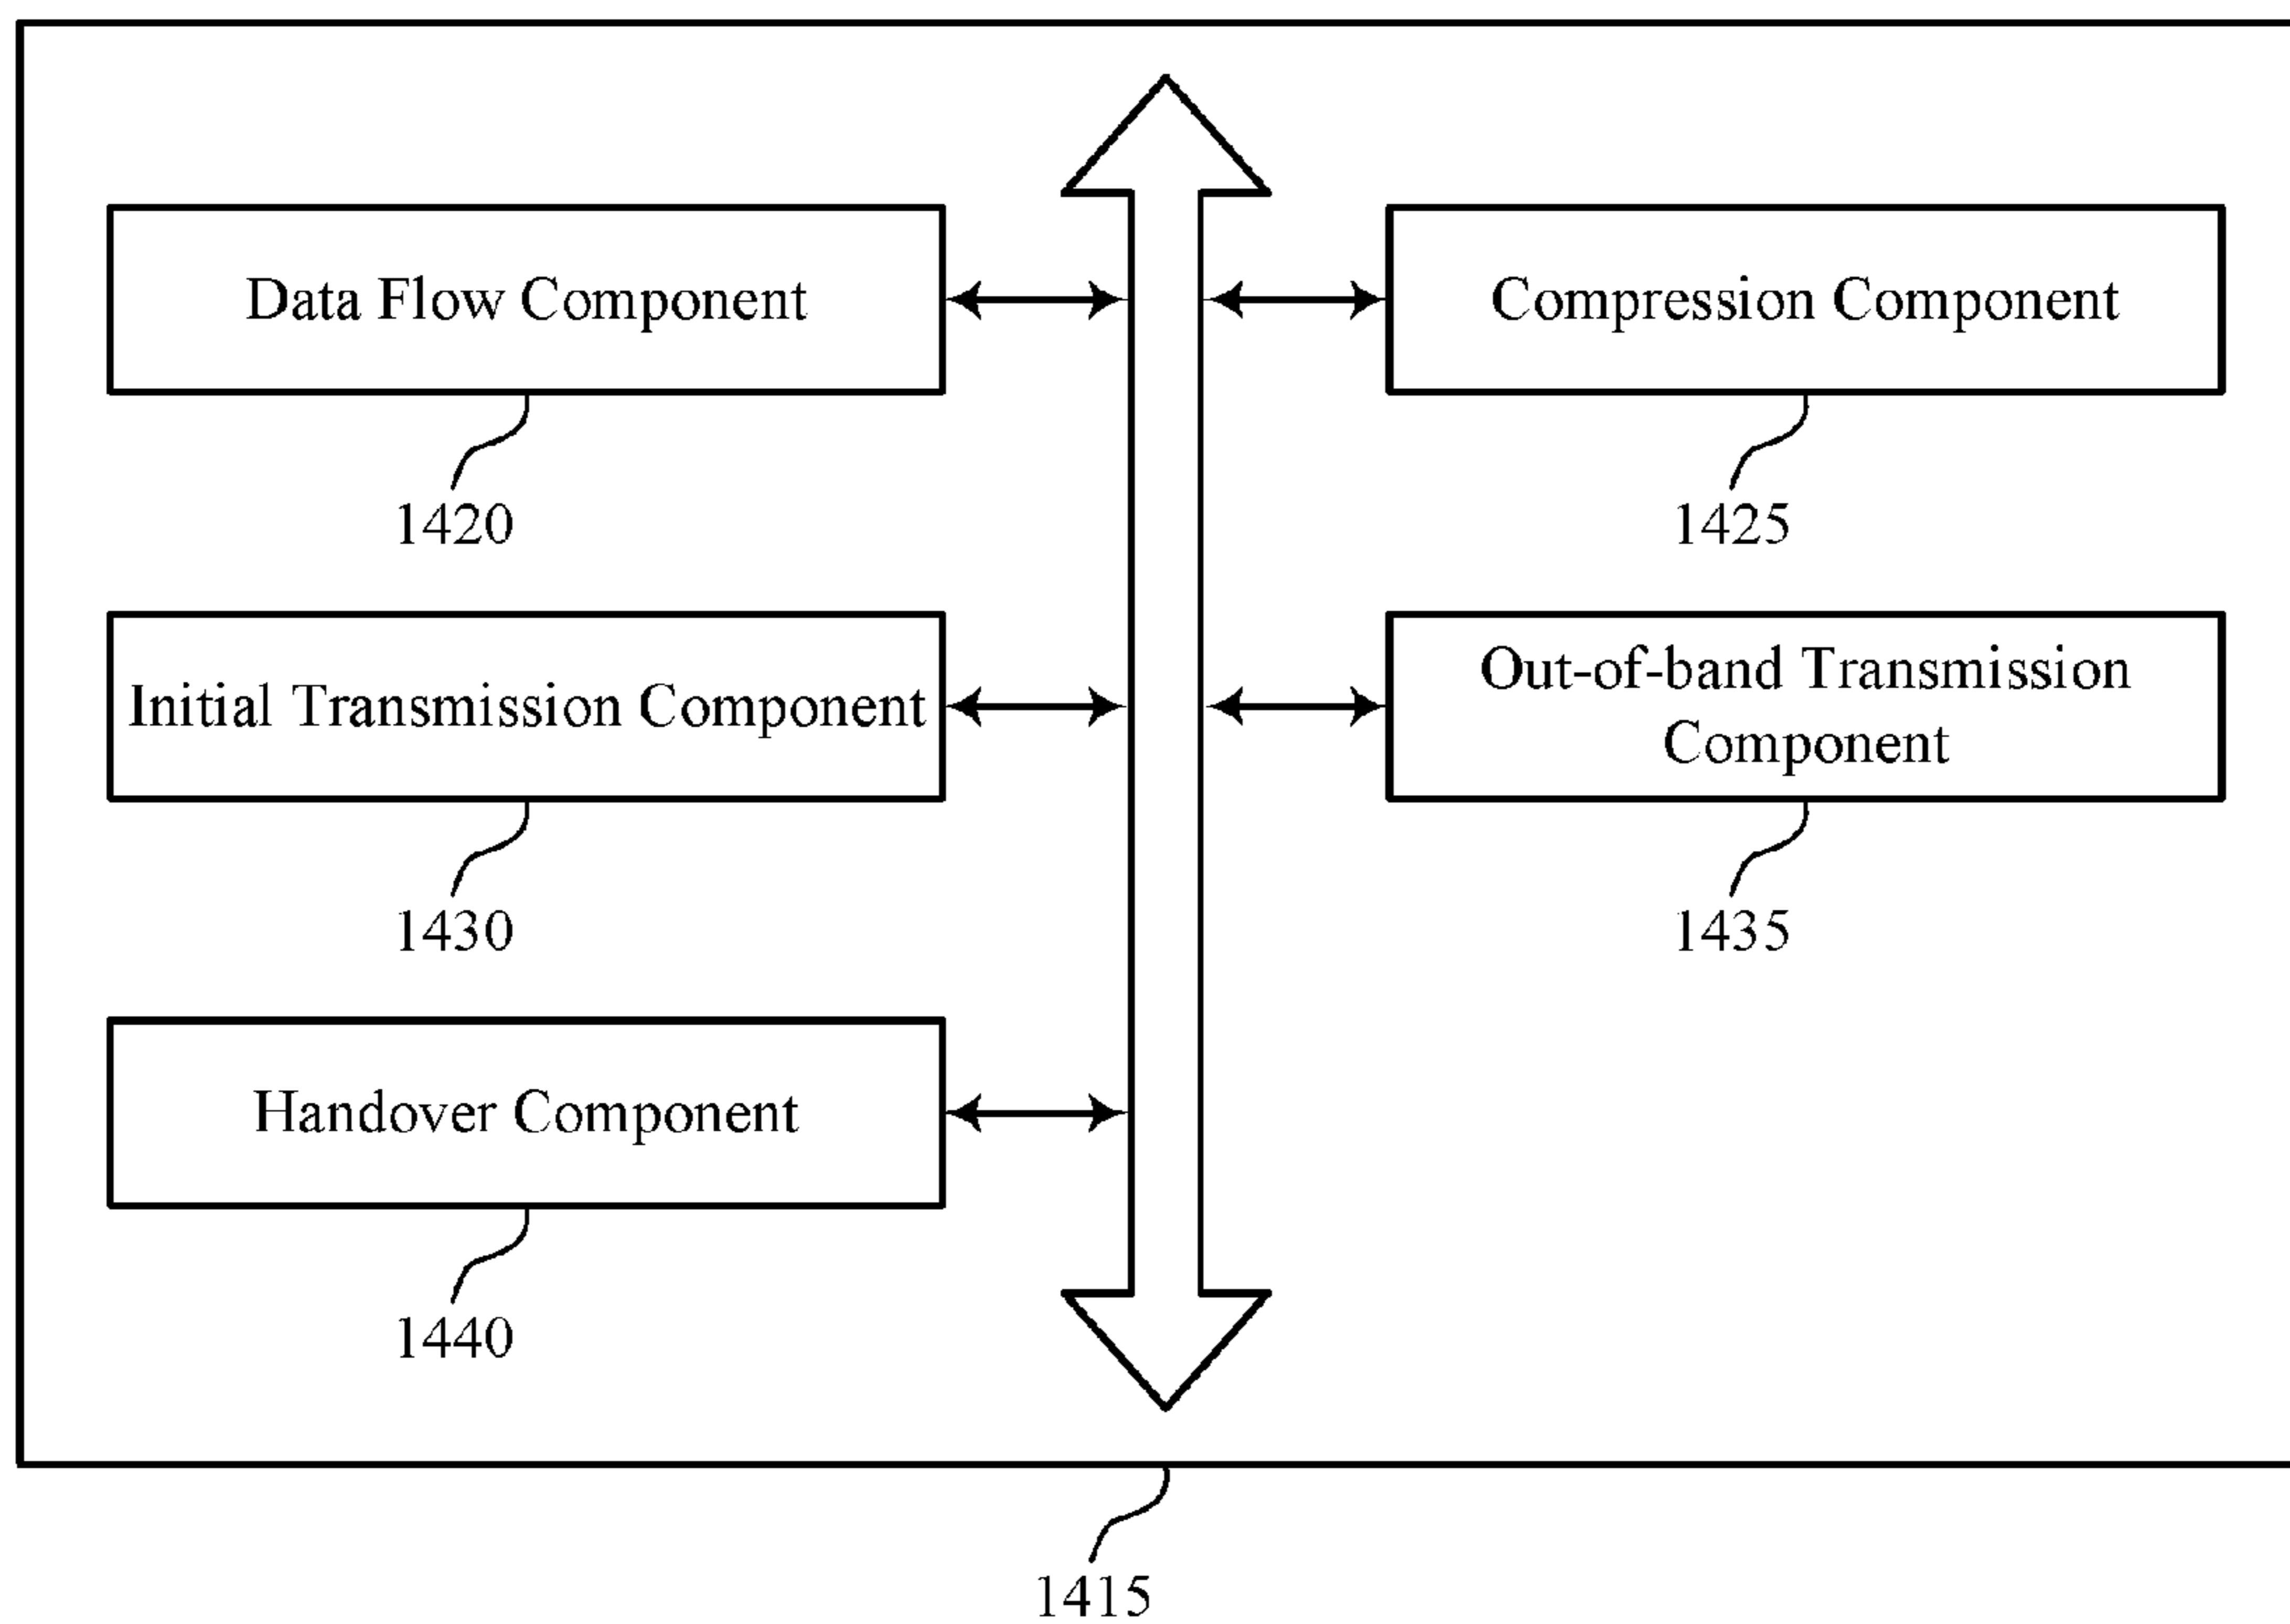 Data Flow Component
Compression Component
1420
1425
Initial Transmission Component
Out-of-band Transmission
Component
1430
1435
Handover Component
1440
1415